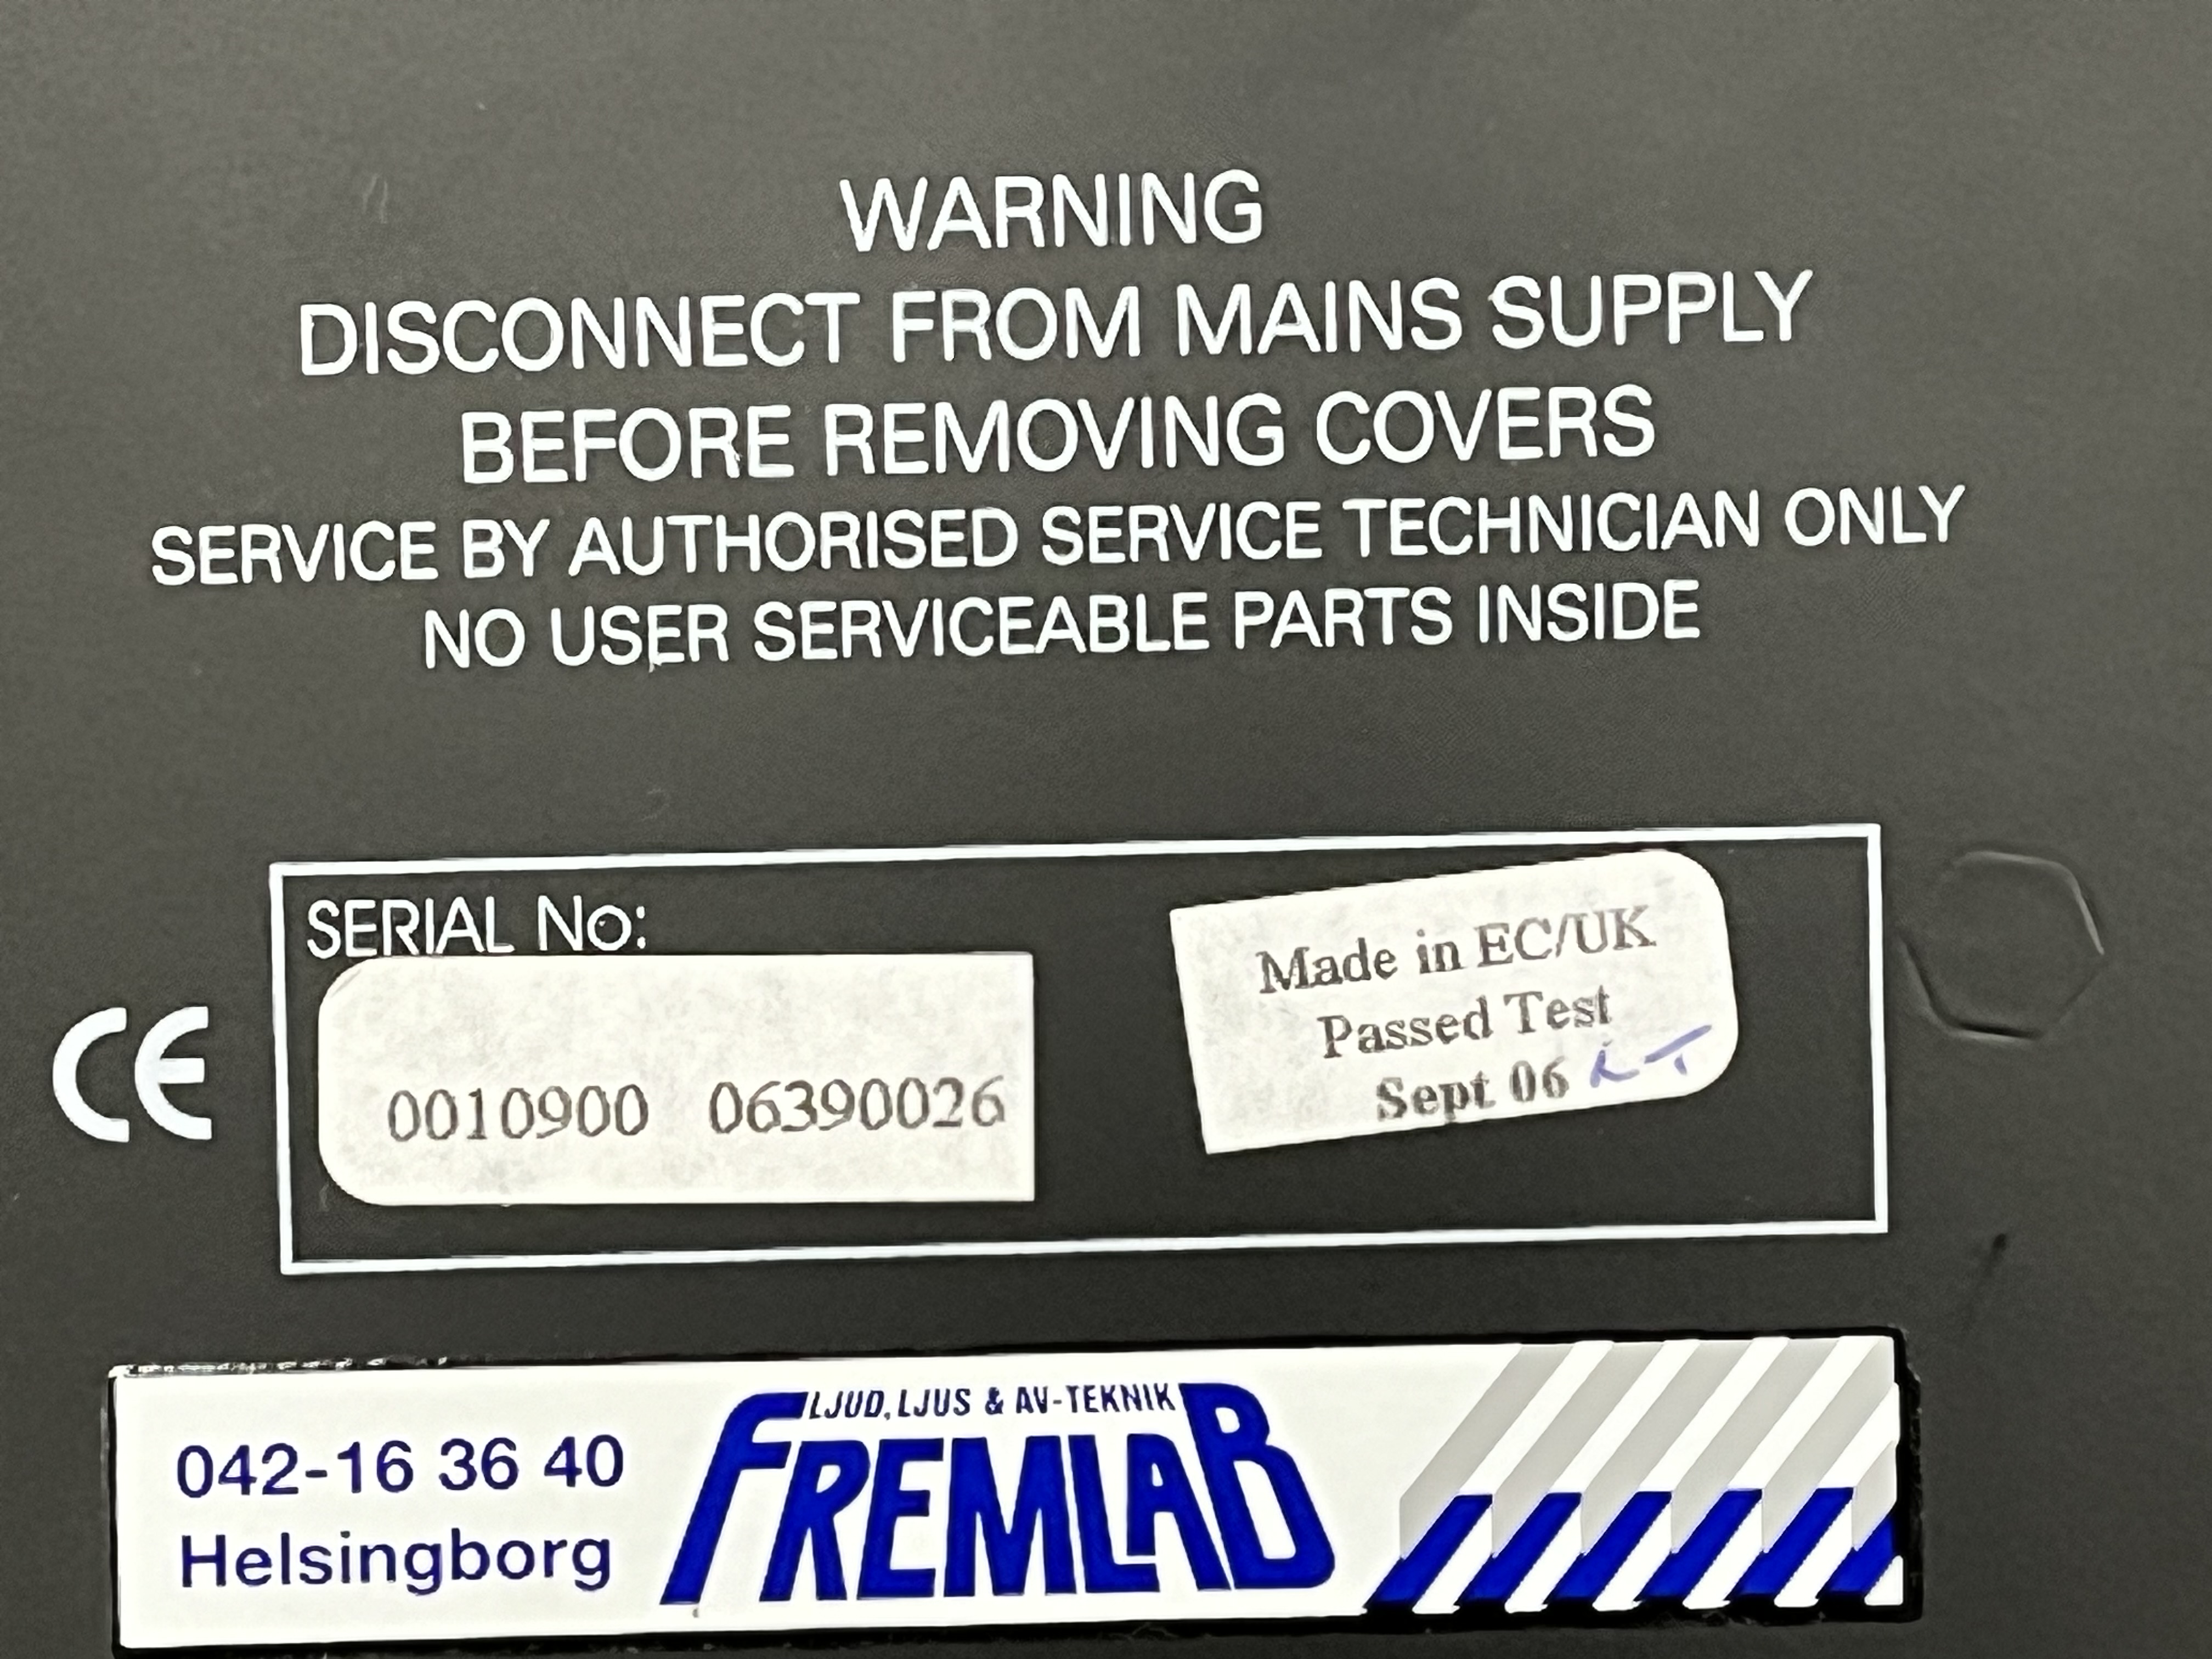 WARNING
DISCONNECT FROM MAINS SUPPLY
BEFORE REMOVING COVERS
SERVICE BY AUTHORISED SERVICE TECHNICIAN ONLY
NO USER SERVICEABLE PARTS INSIDE
SERIAL No:
0010900 06390026
Made in EC/UK
Passed Test
Sept 06
CE
042-16 36 40
Helsingborg
LJUD, LJUS & AV-TEKNIK
FREMLAB